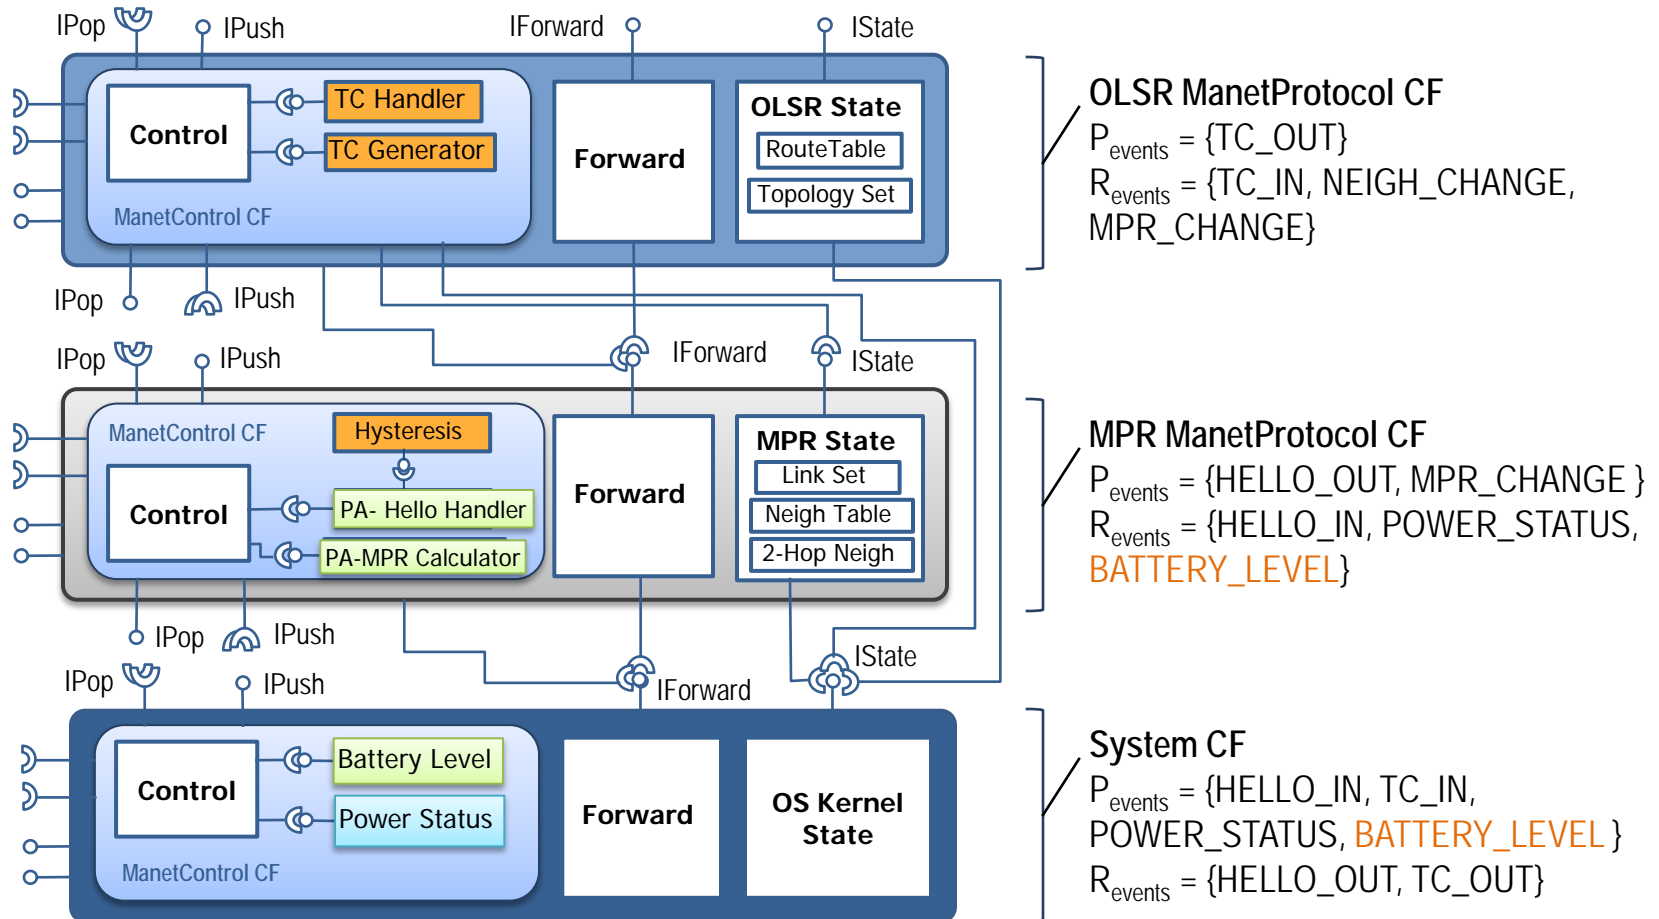 IPop
IPush
IForward
IState
Control
TC Handler
TC Generator
ManetControl CF
Forward
OLSR State
RouteTable
Topology Set
OLSR ManetProtocol CF
Pevents = {TC_OUT}
Revents = {TC_IN, NEIGH_CHANGE,
MPR_CHANGE}
IPop
IPush
IPop
IPush
IForward
IState
ManetControl CF
Hysteresis
Control
PA- Hello Handler
PA-MPR Calculator
Forward
MPR State
Link Set
Neigh Table
2-Hop Neigh
MPR ManetProtocol CF
Pevents = {HELLO_OUT, MPR_CHANGE }
Revents = {HELLO_IN, POWER_STATUS,
BATTERY_LEVEL}
IPop
IPush
IPop
IPush
IForward
IState
Control
Battery Level
Power Status
ManetControl CF
Forward
OS Kernel
State
System CF
Pevents = {HELLO_IN, TC_IN,
POWER_STATUS, BATTERY_LEVEL }
Revents = {HELLO_OUT, TC_OUT}